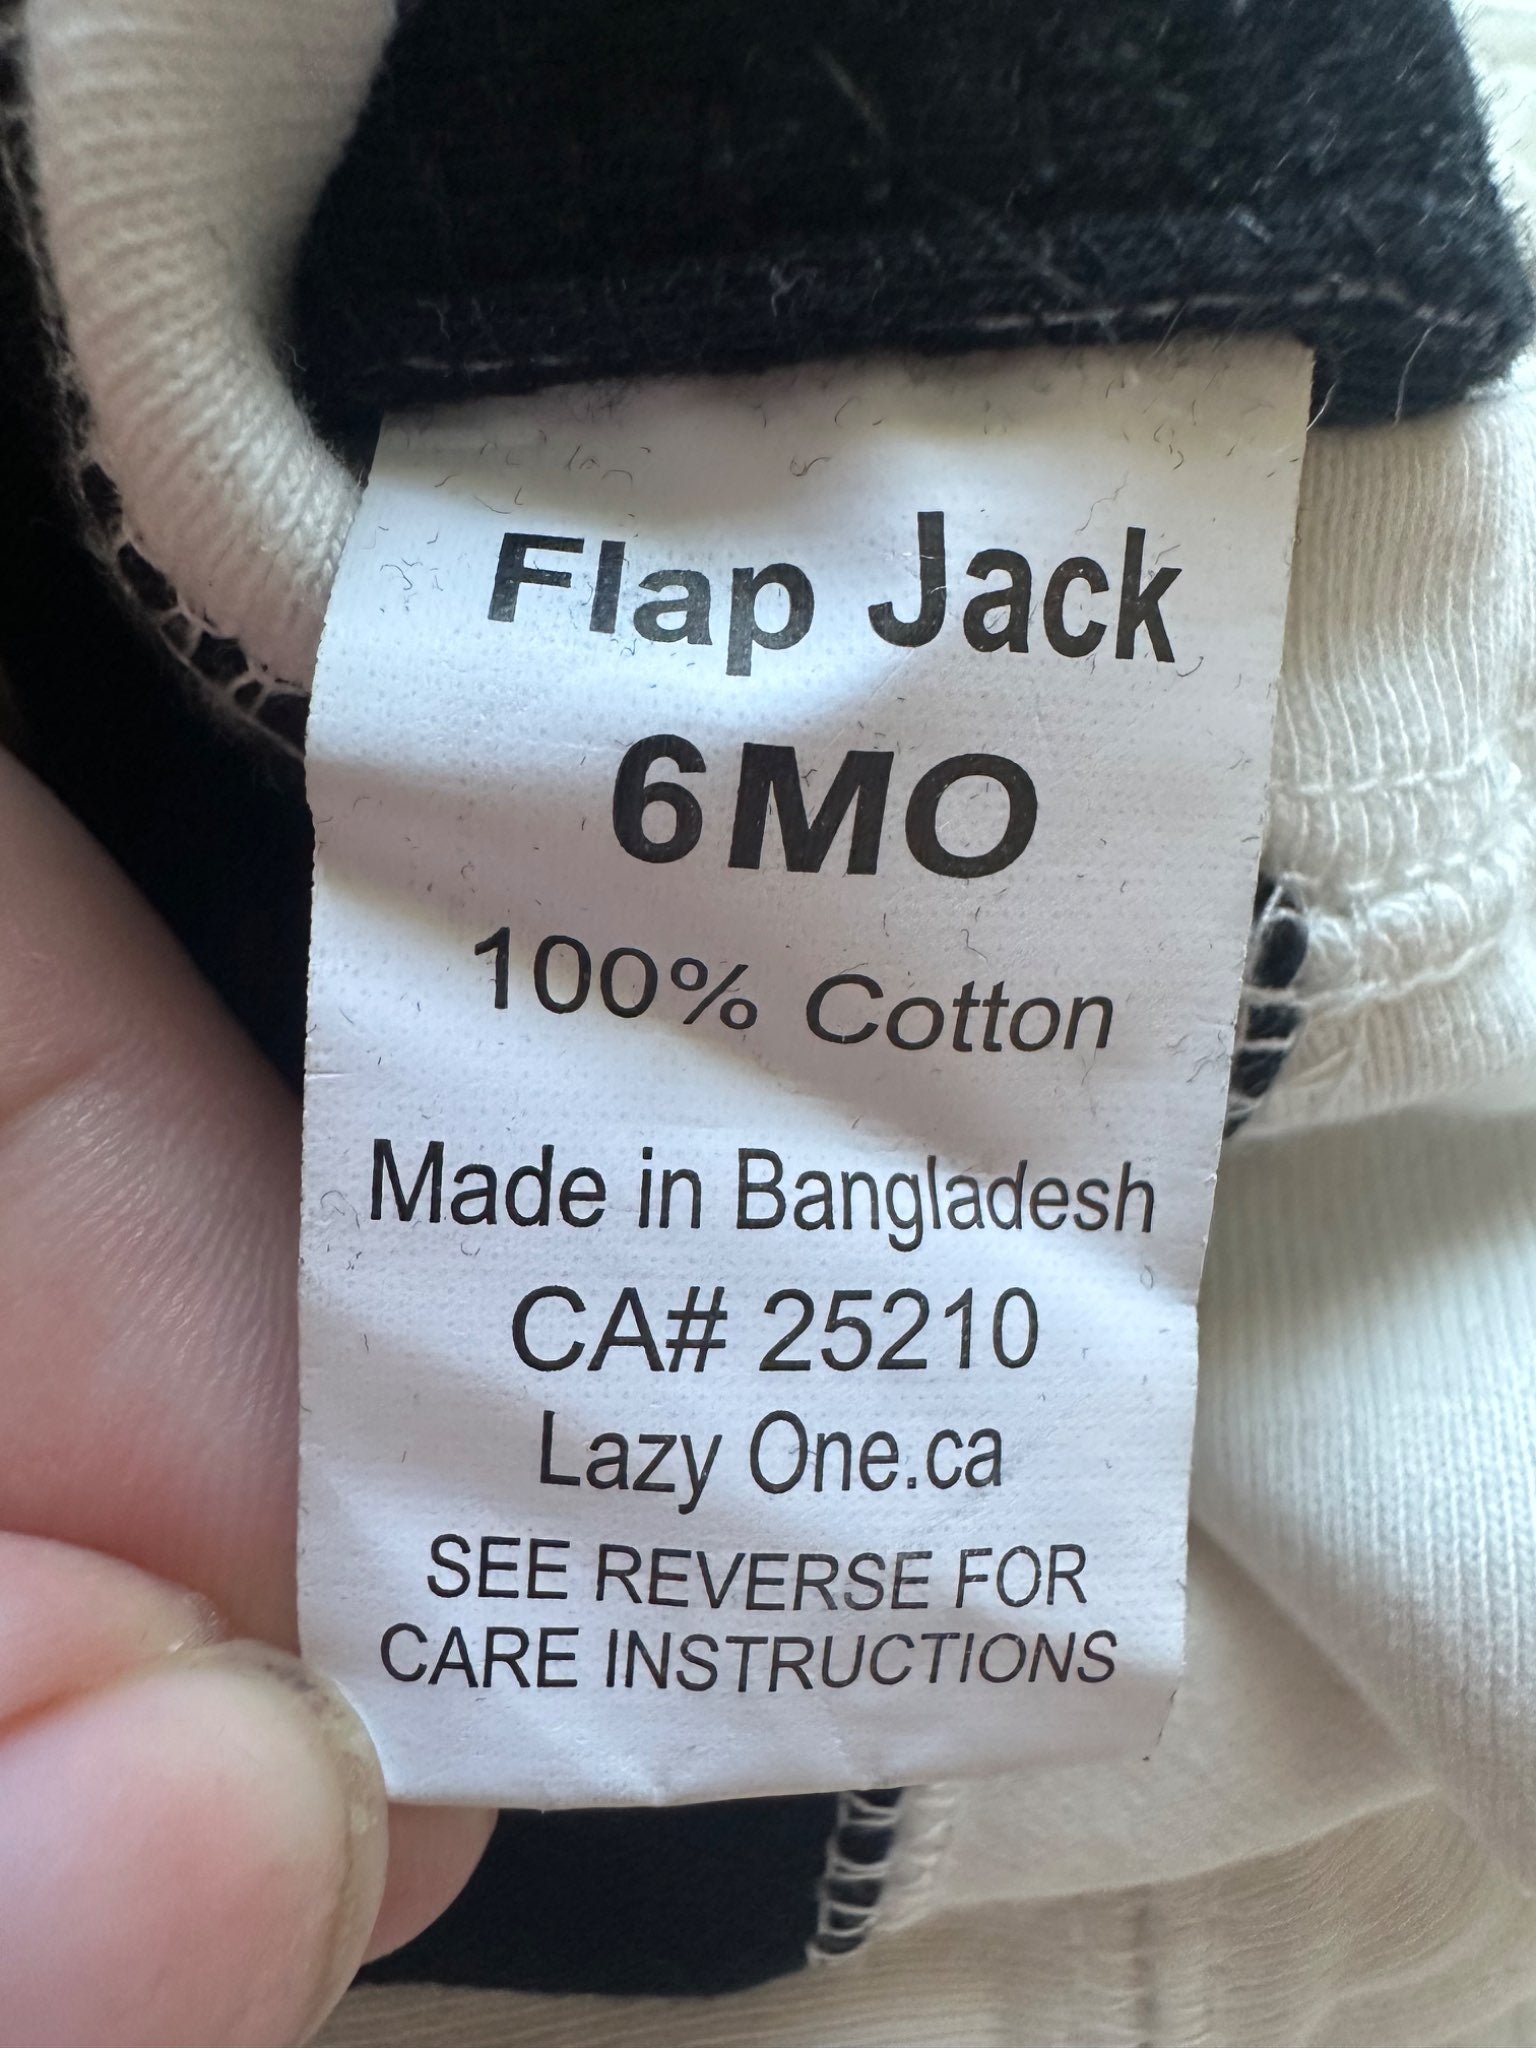 Flap Jack
6MO
100% Cotton
Made in Bangladesh
CA# 25210
Lazy One.ca
SEE REVERSE FOR
CARE INSTRUCTIONS